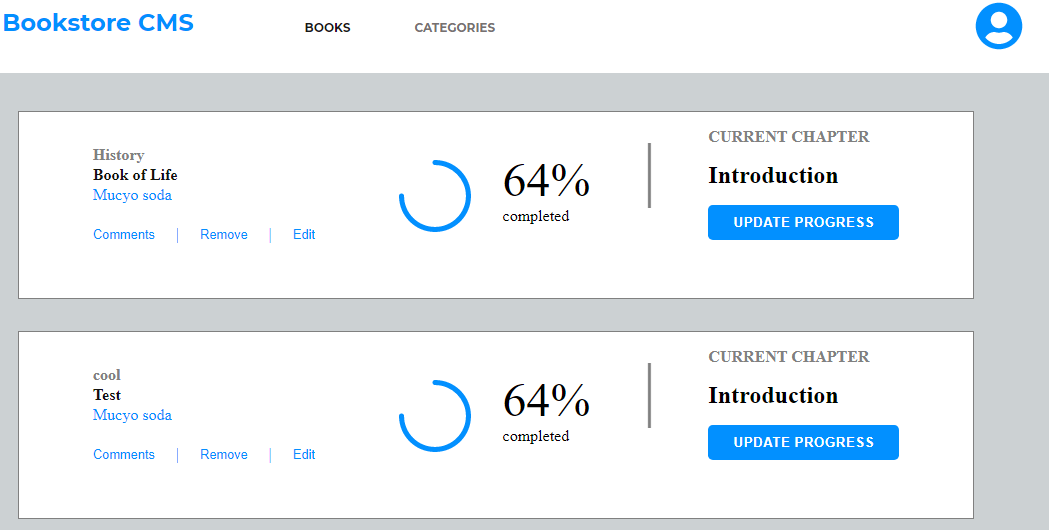 Bookstore CMS
BOOKS
CATEGORIES
History
Book of Life
Mucyo soda
Comments
Remove
Edit
64%
completed
CURRENT CHAPTER
Introduction
UPDATE PROGRESS
cool
Test
Mucyo soda
Comments
Remove
Edit
64%
completed
CURRENT CHAPTER
Introduction
UPDATE PROGRESS